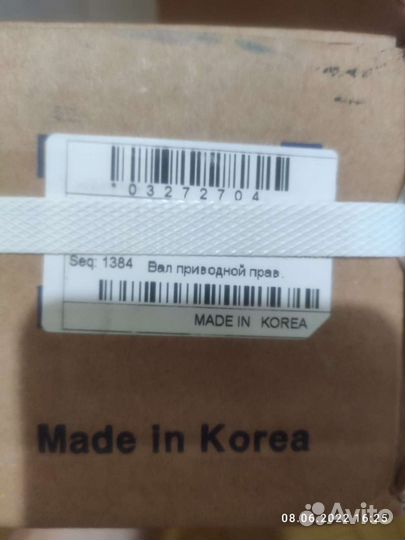 *03272704
Seq: 1384 Вал приводной прав.
MADE IN KOREA
Made in Korea
08.06.2022 16:25
Avito